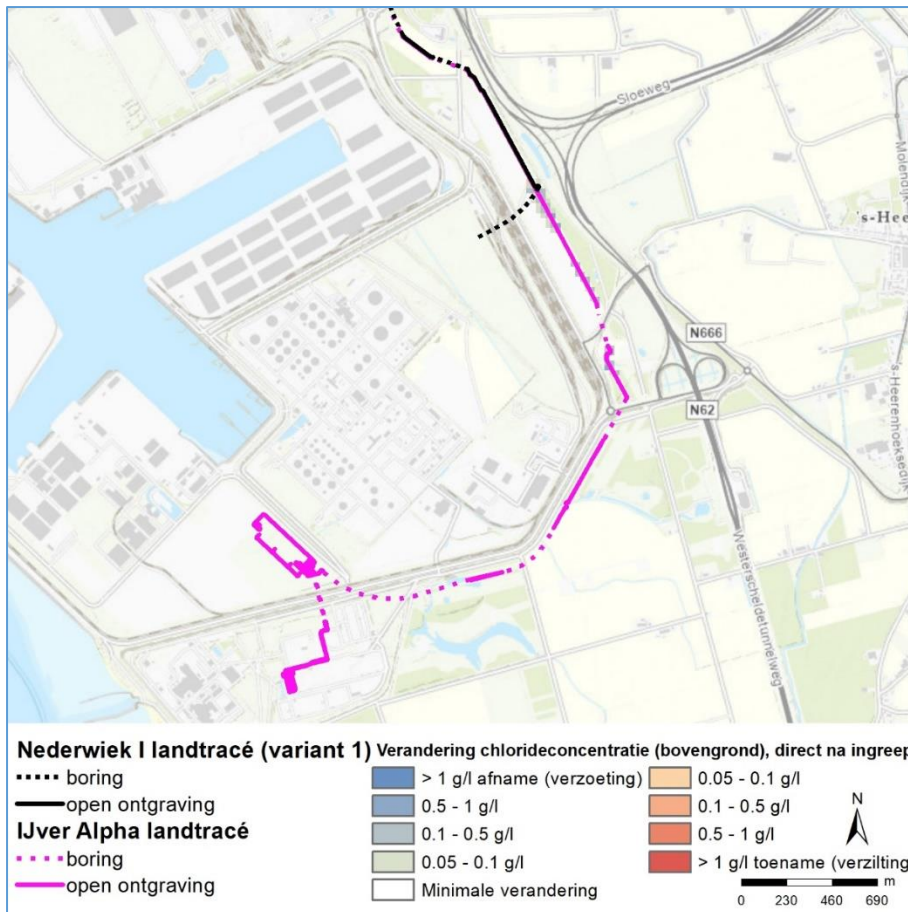 Sloeweg
Molendijk
's-Hee
N666
N62
's-Heerenhoeksedijk
Westerscheldetunnelweg
Nederwiek I landtracé (variant 1)
boring
open ontgraving
IJver Alpha landtracé
boring
open ontgraving
Verandering chlorideconcentratie (bovengrond), direct na ingreep
> 1 g/l afname (verzoeting)
0.5 - 1 g/l
0.1 - 0.5 g/l
0.05 - 0.1 g/l
Minimale verandering
0.05 - 0.1 g/l
0.1 - 0.5 g/l
0.5 - 1 g/l
> 1 g/l toename (verzilting
N
m
0 230 460 690